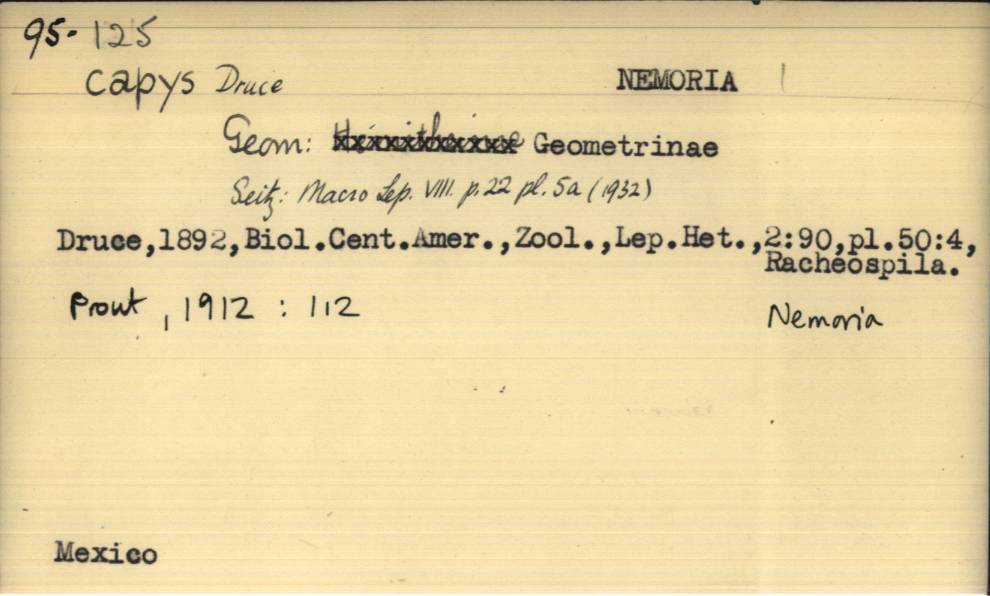 95-125
capys Druce NEMORIA
Geom: Geometrinae
Seitz: Macro Lep. VIII. p.22 pl. 5a (1932)
Druce,1892,Biol.Cent.Amer.,Zool.,Lep.Het.,2:90,pl.50:4,
Racheospila.
Prout, 1912 : 112 Nemoria
Mexico